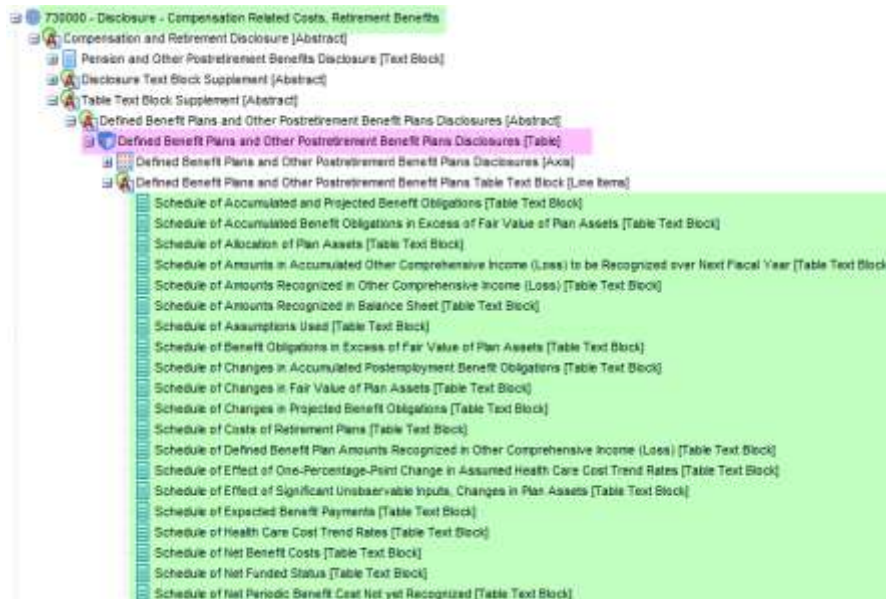 730000 - Disclosure - Compensation Related Costs, Retirement Benefits
Compensation and Retirement Disclosure [Abstract]
Pension and Other Postretirement Benefits Disclosure [Text Block]
Disclosure Text Block Supplement [Abstract]
Table Text Block Supplement [Abstract]
Defined Benefit Plans and Other Postretirement Benefit Plans Disclosures [Abstract]
Defined Benefit Plans and Other Postretirement Benefit Plans Disclosures [Table]
Defined Benefit Plans and Other Postretirement Benefit Plans Disclosures [Axis]
Defined Benefit Plans and Other Postretirement Benefit Plans Table Text Block [Line Items]
Schedule of Accumulated and Projected Benefit Obligations [Table Text Block]
Schedule of Accumulated Benefit Obligations in Excess of Fair Value of Plan Assets [Table Text Block]
Schedule of Allocation of Plan Assets [Table Text Block]
Schedule of Amounts in Accumulated Other Comprehensive Income (Loss) to be Recognized over Next Fiscal Year [Table Text Block
Schedule of Amounts Recognized in Other Comprehensive Income (Loss) [Table Text Block]
Schedule of Amounts Recognized in Balance Sheet [Table Text Block]
Schedule of Assumptions Used [Table Text Block]
Schedule of Benefit Obligations in Excess of Fair Value of Plan Assets [Table Text Block]
Schedule of Changes in Accumulated Postemployment Benefit Obligations [Table Text Block]
Schedule of Changes in Fair Value of Plan Assets [Table Text Block]
Schedule of Changes in Projected Benefit Obligations [Table Text Block]
Schedule of Costs of Retirement Plans [Table Text Block]
Schedule of Defined Benefit Plan Amounts Recognized in Other Comprehensive Income (Loss) [Table Text Block]
Schedule of Effect of One-Percentage-Point Change in Assumed Health Care Cost Trend Rates [Table Text Block]
Schedule of Effect of Significant Unobservable Inputs, Changes in Plan Assets [Table Text Block]
Schedule of Expected Benefit Payments [Table Text Block]
Schedule of Health Care Cost Trend Rates [Table Text Block]
Schedule of Net Benefit Costs [Table Text Block]
Schedule of Net Funded Status [Table Text Block]
Schedule of Net Periodic Benefit Cost Not yet Recognized [Table Text Block]